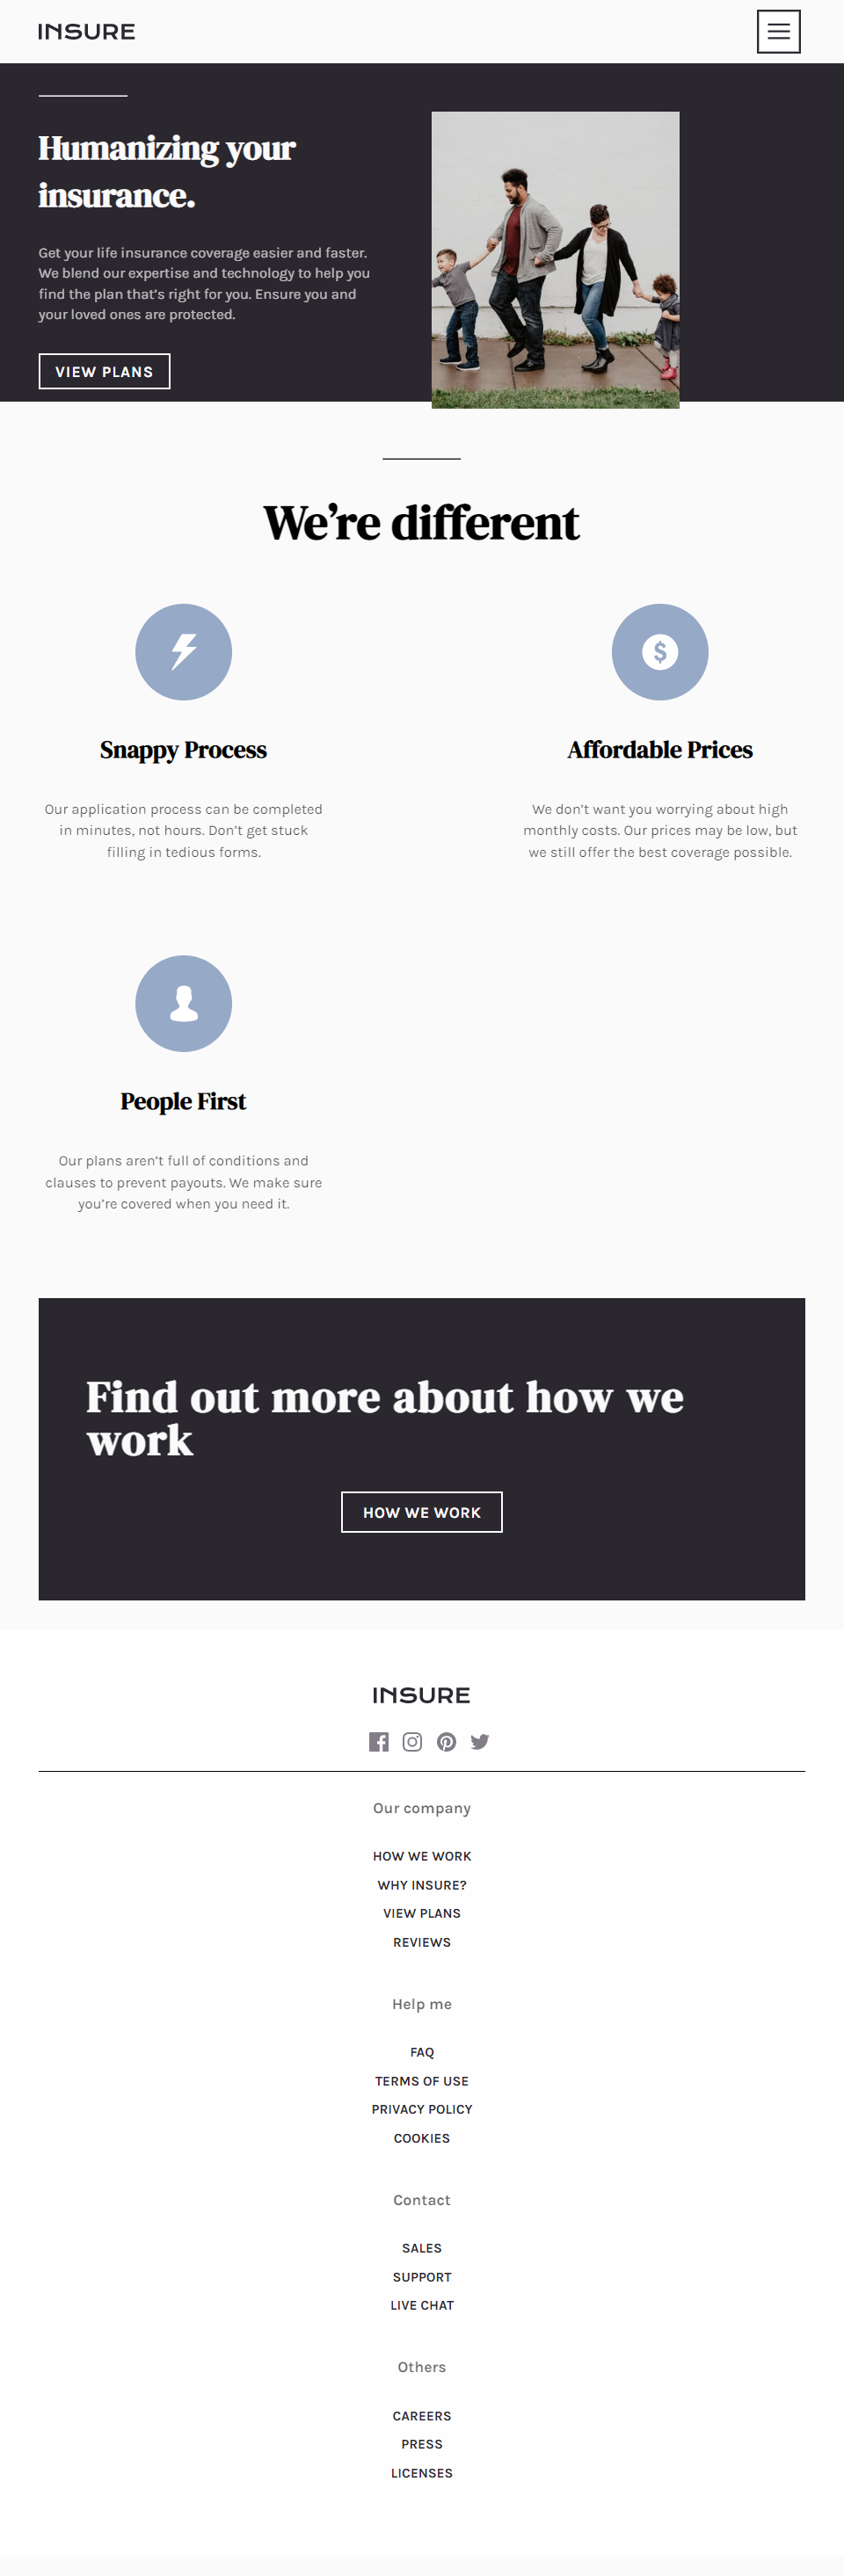 INSURE
Humanizing your
insurance.
Get your life insurance coverage easier and faster.
We blend our expertise and technology to help you
find the plan that’s right for you. Ensure you and
your loved ones are protected.
VIEW PLANS
We’re different
Snappy Process
Our application process can be completed
in minutes, not hours. Don’t get stuck
filling in tedious forms.
Affordable Prices
We don’t want you worrying about high
monthly costs. Our prices may be low, but
we still offer the best coverage possible.
People First
Our plans aren’t full of conditions and
clauses to prevent payouts. We make sure
you’re covered when you need it.
Find out more about how we
work
HOW WE WORK
INSURE
Our company
HOW WE WORK
WHY INSURE?
VIEW PLANS
REVIEWS
Help me
FAQ
TERMS OF USE
PRIVACY POLICY
COOKIES
Contact
SALES
SUPPORT
LIVE CHAT
Others
CAREERS
PRESS
LICENSES